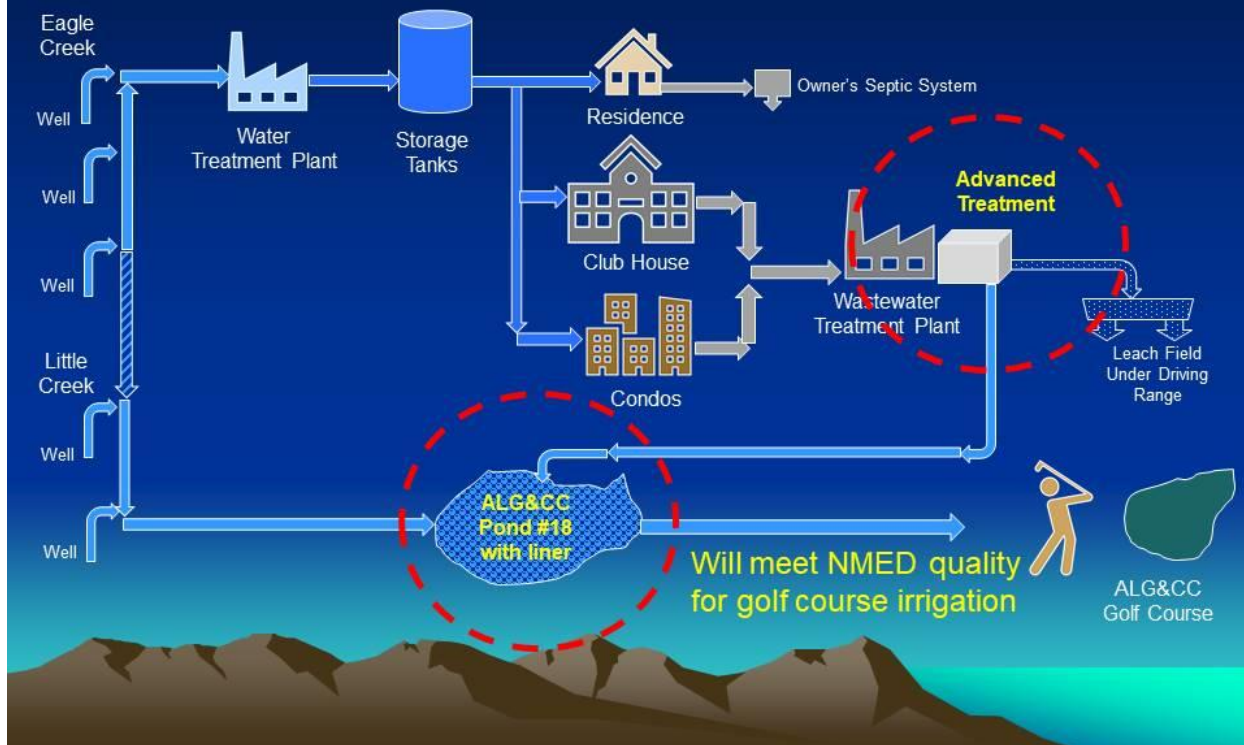 Eagle
Creek
Well
Well
Well
Water
Treatment Plant
Storage
Tanks
Residence
Owner's Septic System
Club House
Condos
Advanced
Treatment
Wastewater
Treatment Plant
Leach Field
Under Driving
Range
Little
Creek
Well
Well
ALG&CC
Pond #18
with liner
Will meet NMED quality
for golf course irrigation
ALG&CC
Golf Course